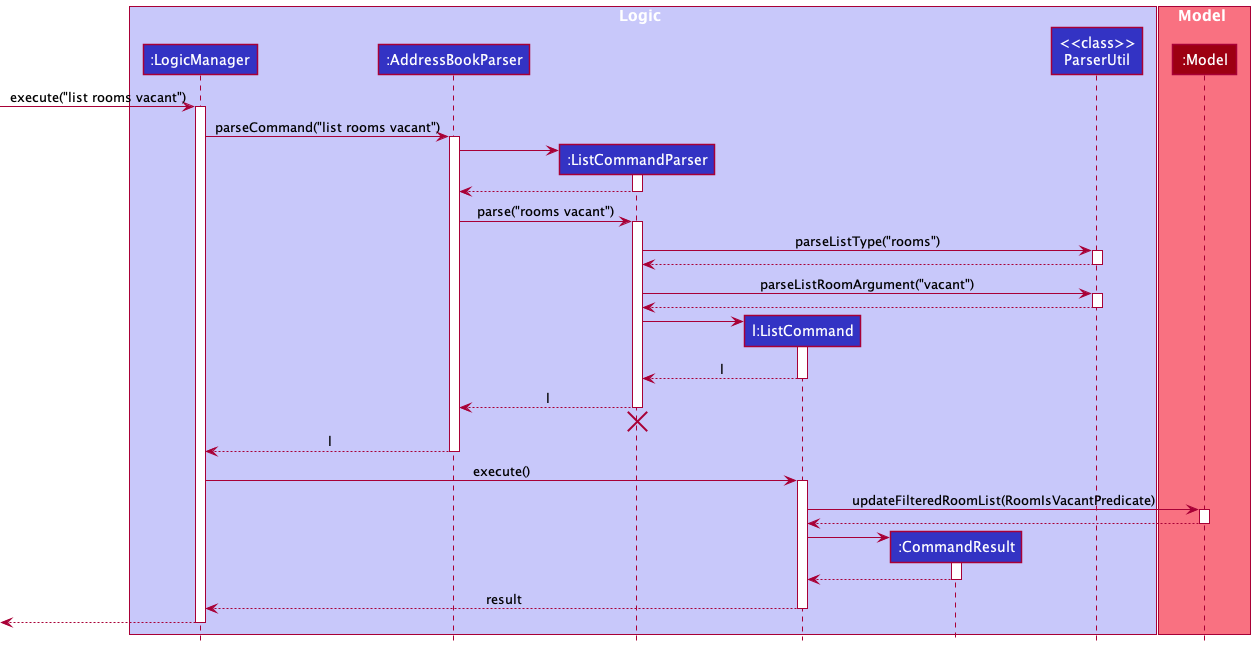 Logic
Model
:LogicManager
:AddressBookParser
<<class>>
ParserUtil
:Model
execute("list rooms vacant")
parseCommand("list rooms vacant")
:ListCommandParser
parse("rooms vacant")
parseListType("rooms")
parseListRoomArgument("vacant")
l:ListCommand
l
l
l
execute()
updateFilteredRoomList(RoomIsVacantPredicate)
:CommandResult
result